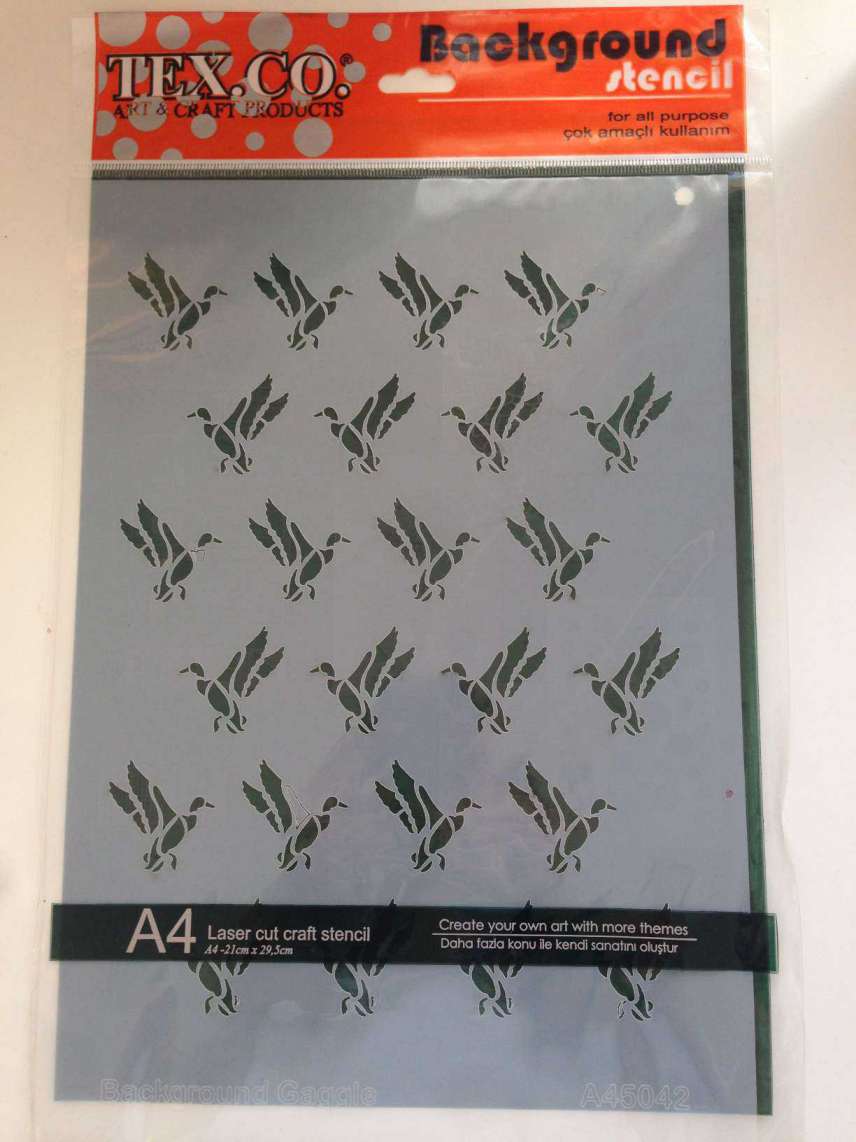 TEX.CO.®
ART & CRAFT PRODUCTS
Background
stencil
for all purpose
çok amaçlı kullanım
A4 Laser cut craft stencil
A4 -21cm x 29,5cm
Create your own art with more themes
Daha fazla konu ile kendi sanatını oluştur
Background Gaggle
A45042